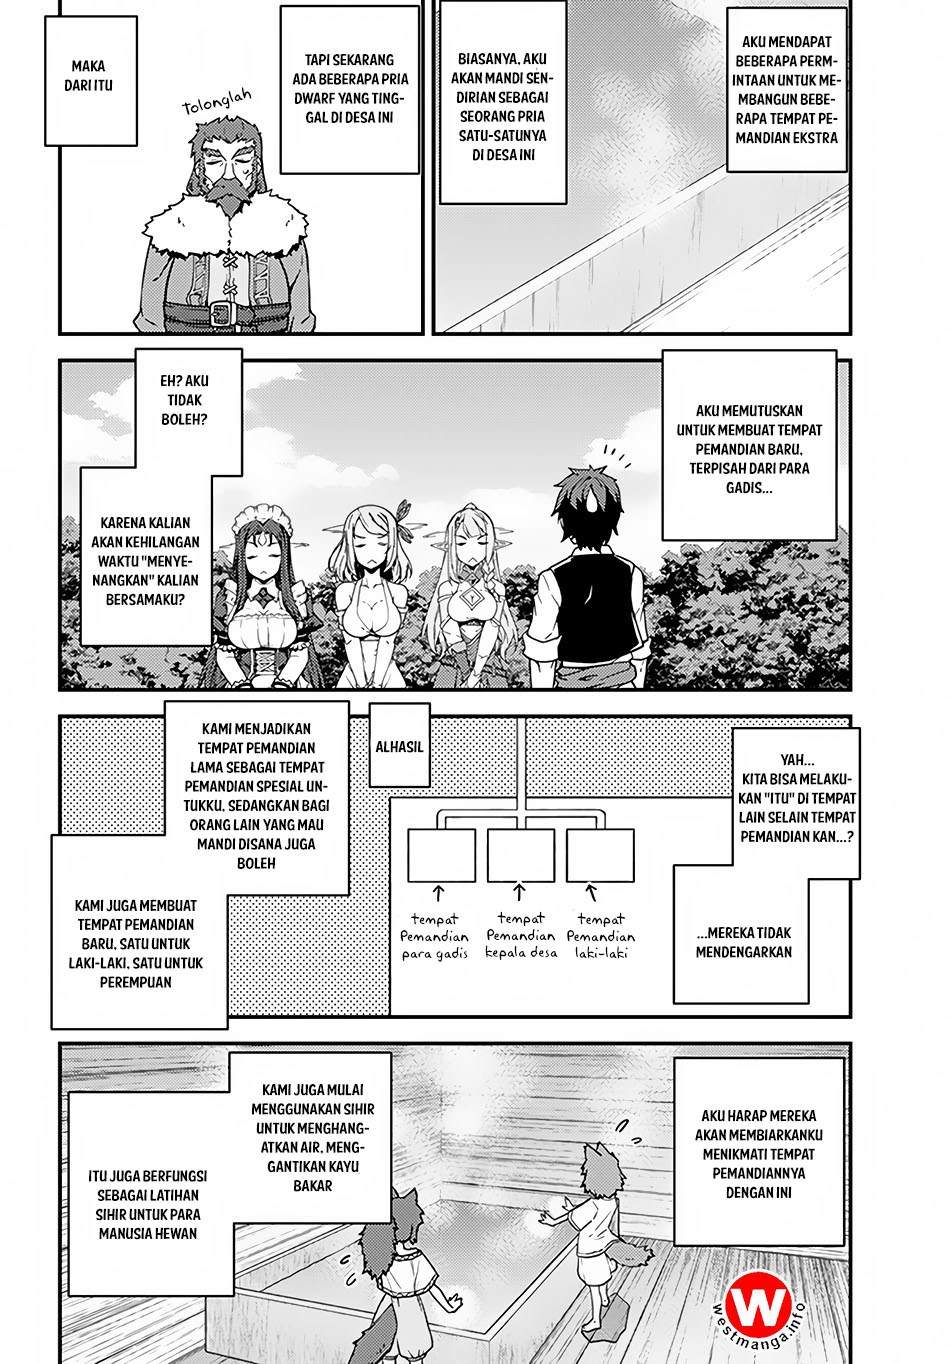 AKU MENDAPAT
BEBERAPA PERM-
INTAAN UNTUK MEM-
BANGUN BEBE-
RAPA TEMPAT PE-
MANDIAN EKSTRA
BIASANYA, AKU
AKAN MANDI SEN-
DIRIAN SEBAGAI
SEORANG PRIA
SATU-SATUNYA
DI DESA INI
TAPI SEKARANG
ADA BEBERAPA PRIA
DWARF YANG TING-
GAL DI DESA INI
tolonglah
MAKA
DARI ITU
AKU MEMUTUSKAN
UNTUK MEMBUAT TEMPAT
PEMANDIAN BARU,
TERPISAH DARI PARA
GADIS...
EH? AKU
TIDAK
BOLEH?
KARENA KALIAN
AKAN KEHILANGAN
WAKTU "MENYE-
NANGKAN" KALIAN
BERSAMAKU?
YAH...
KITA BISA MELAKU-
KAN "ITU" DI TEMPAT
LAIN SELAIN TEMPAT
PEMANDIAN KAN...?
...MEREKA TIDAK
MENDENGARKAN
ALHASIL
tempat
Pemandian
para gadis
tempat
Pemandian
kepala desa
tempat
Pemandian
laki-laki
KAMI MENJADIKAN
TEMPAT PEMANDIAN
LAMA SEBAGAI TEMPAT
PEMANDIAN SPESIAL UN-
TUKKU, SEDANGKAN BAGI
ORANG LAIN YANG MAU
MANDI DISANA JUGA
BOLEH
KAMI JUGA MEMBUAT
TEMPAT PEMANDIAN
BARU, SATU UNTUK
LAKI-LAKI, SATU UNTUK
PEREMPUAN
AKU HARAP MEREKA
AKAN MEMBIARKANKU
MENIKMATI TEMPAT
PEMANDIANNYA
DENGAN INI
KAMI JUGA MULAI
MENGGUNAKAN SIHIR
UNTUK MENGHANG-
ATKAN AIR, MENG-
GANTIKAN KAYU
BAKAR
ITU JUGA BERFUNGSI
SEBAGAI LATIHAN
SIHIR UNTUK PARA
MANUSIA HEWAN
W
westmanga.info